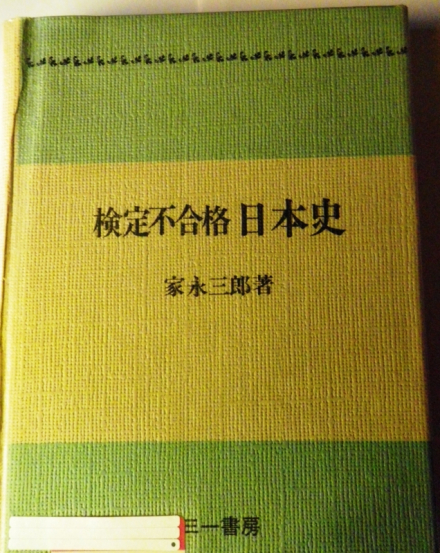 検定不合格 日本史
家永三郎著
三一書房